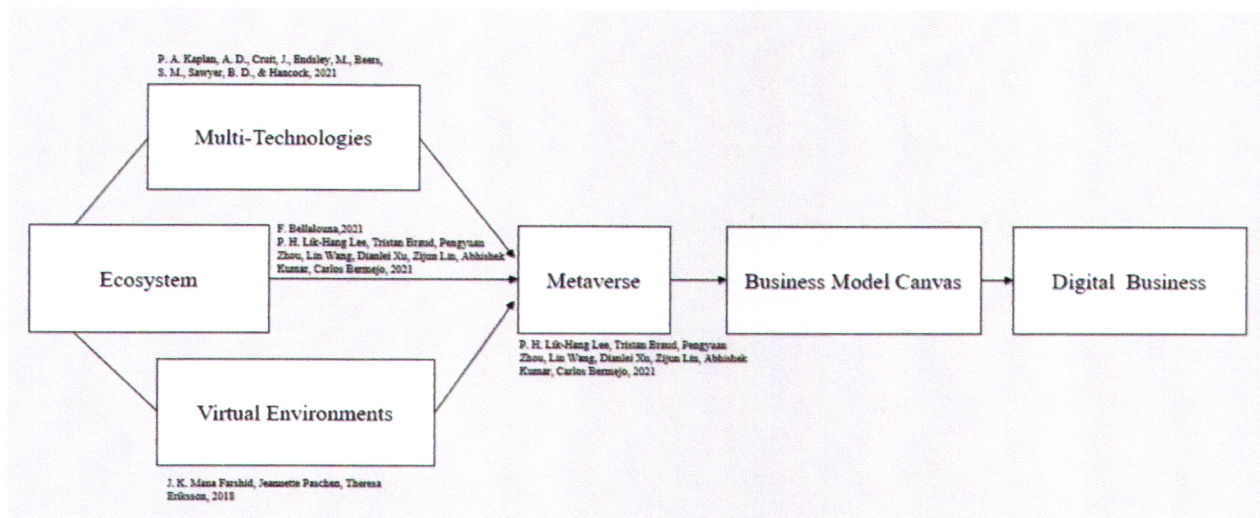 P. A. Kaplan, A. D., Cruit, J., Endsley, M., Beers,
S. M., Sawyer, B. D., & Hancock, 2021
Multi-Technologies
F. Bellalouna,2021
P. H. Lik-Hang Lee, Tristan Braud, Pengyuan
Zhou, Lin Wang, Dianlei Xu, Zijun Lin, Abhishek
Kumar, Carlos Bermejo, 2021
Ecosystem
Metaverse
Business Model Canvas
Digital Business
P. H. Lik-Hang Lee, Tristan Braud, Pengyuan
Zhou, Lin Wang, Dianlei Xu, Zijun Lin, Abhishek
Kumar, Carlos Bermejo, 2021
Virtual Environments
J. K. Mana Farshid, Jeannette Paschen, Theresa
Eriksson, 2018